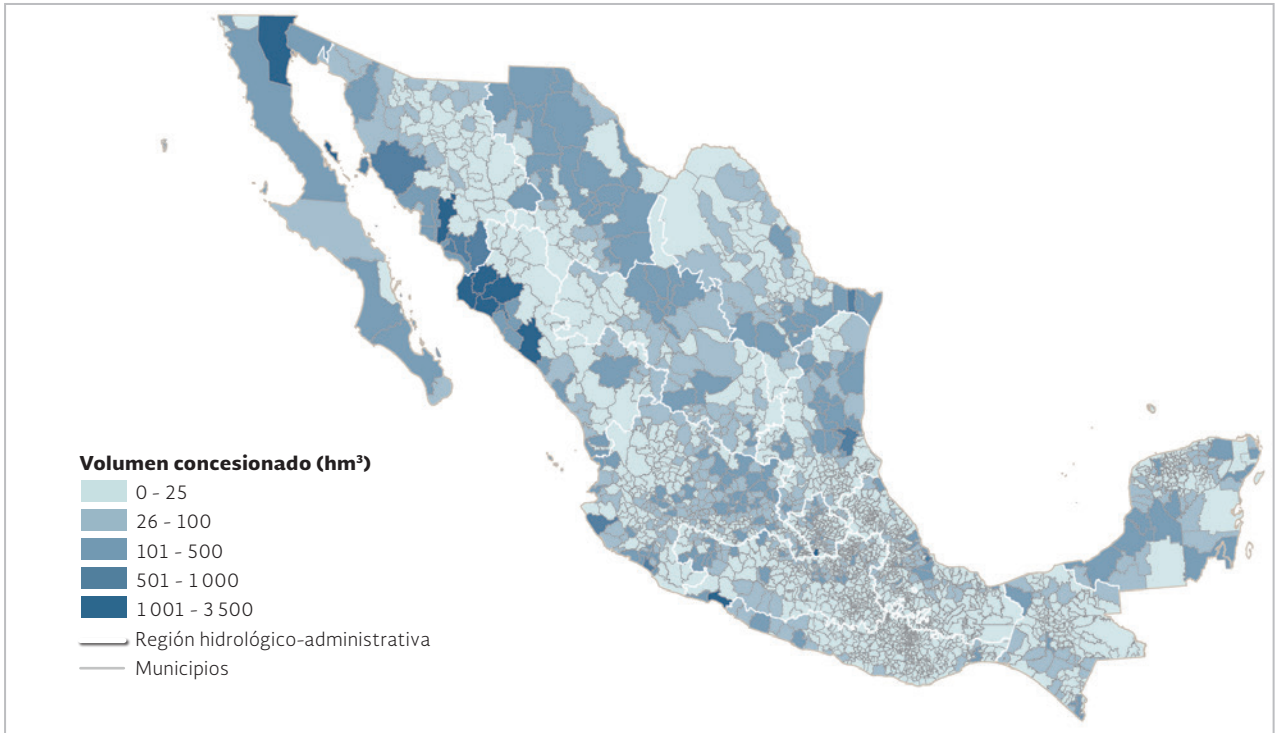 Volumen concesionado (hm³)
0 - 25
26 - 100
101 - 500
501 - 1 000
1 001 - 3 500
Región hidrológico-administrativa
Municipios